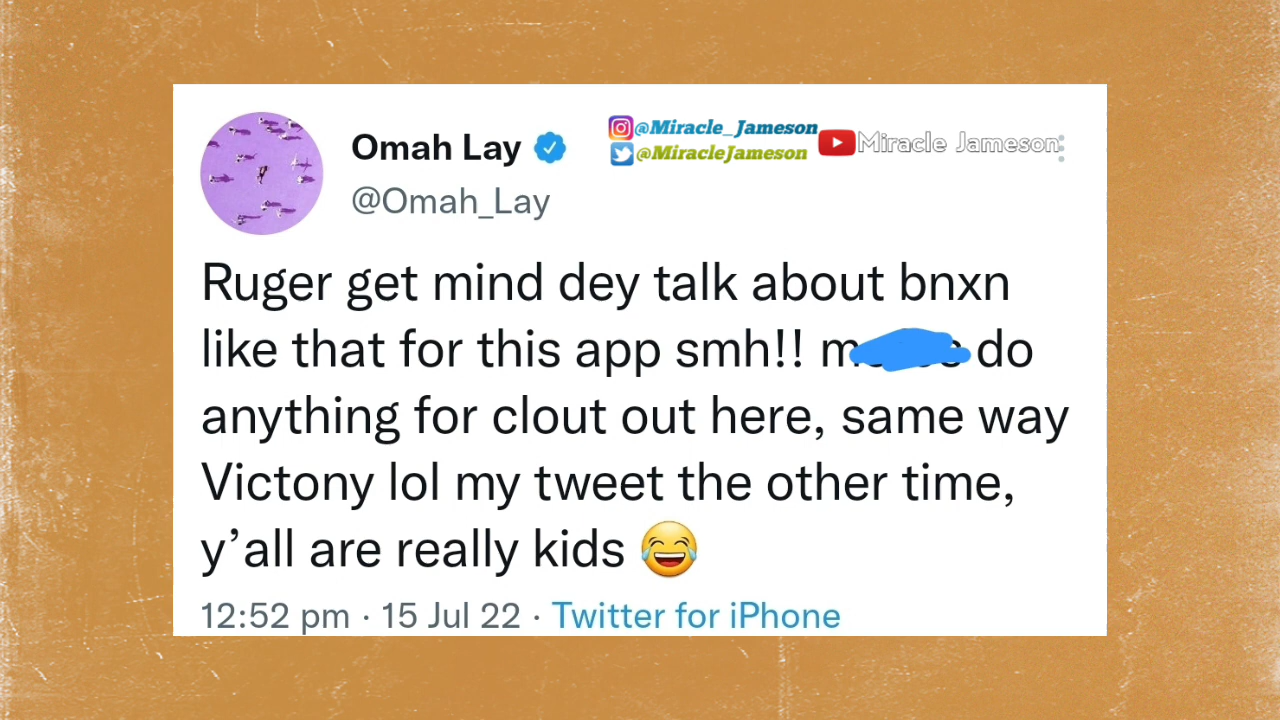 Omah Lay
@Miracle_Jameson
@MiracleJameson
Miracle Jameson
@Omah_Lay
Ruger get mind dey talk about bnxn
like that for this app smh!! do
anything for clout out here, same way
Victony lol my tweet the other time,
y’all are really kids 😂
12:52 pm · 15 Jul 22 · Twitter for iPhone